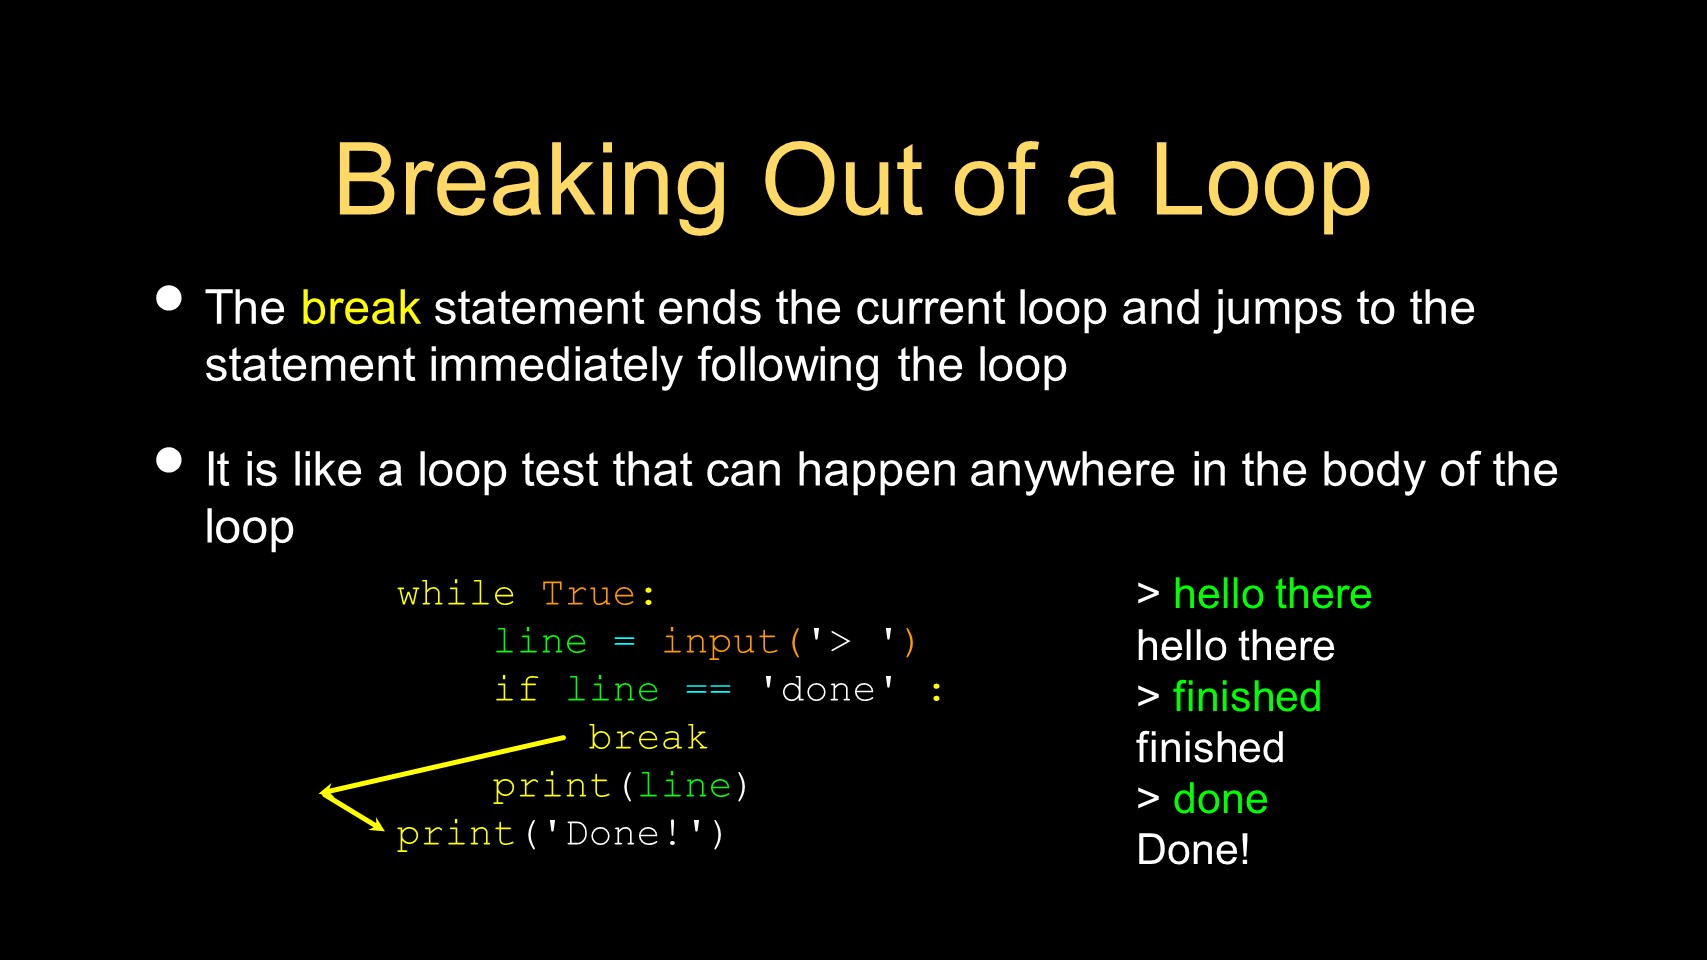 Breaking Out of a Loop
• The break statement ends the current loop and jumps to the
statement immediately following the loop
• It is like a loop test that can happen anywhere in the body of the
loop
while True:
    line = input('> ')
    if line == 'done' :
        break
    print(line)
print('Done!')
> hello there
hello there
> finished
finished
> done
Done!